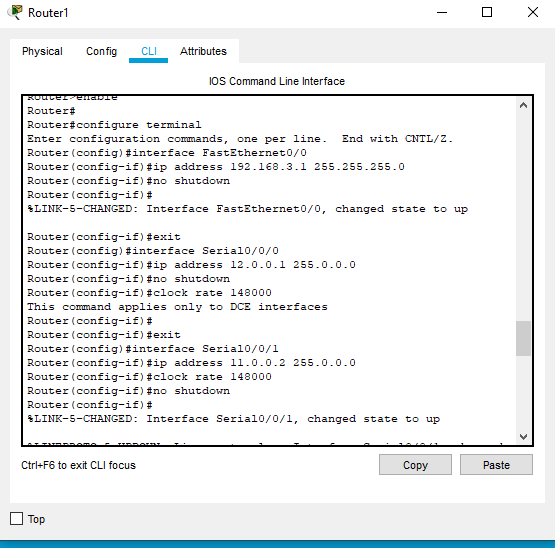 Router1
Physical Config CLI Attributes
IOS Command Line Interface
Router>enable
Router#
Router#configure terminal
Enter configuration commands, one per line.  End with CNTL/Z.
Router(config)#interface FastEthernet0/0
Router(config-if)#ip address 192.168.3.1 255.255.255.0
Router(config-if)#no shutdown
Router(config-if)#
%LINK-5-CHANGED: Interface FastEthernet0/0, changed state to up
Router(config-if)#exit
Router(config)#interface Serial0/0/0
Router(config-if)#ip address 12.0.0.1 255.0.0.0
Router(config-if)#no shutdown
Router(config-if)#clock rate 148000
This command applies only to DCE interfaces
Router(config-if)#
Router(config-if)#exit
Router(config)#interface Serial0/0/1
Router(config-if)#ip address 11.0.0.2 255.0.0.0
Router(config-if)#clock rate 148000
Router(config-if)#no shutdown
Router(config-if)#
%LINK-5-CHANGED: Interface Serial0/0/1, changed state to up
Ctrl+F6 to exit CLI focus
Copy Paste
Top